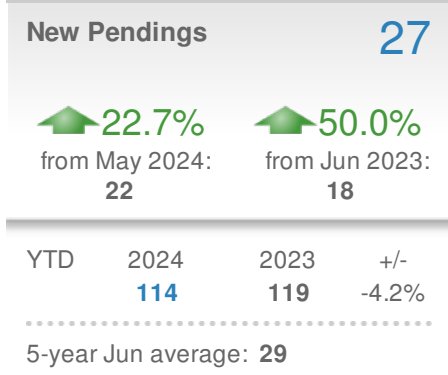 New Pendings 27
22.7% 50.0%
from May 2024: from Jun 2023:
22 18
YTD 2024 2023 +/-
114 119 -4.2%
5-year Jun average: 29